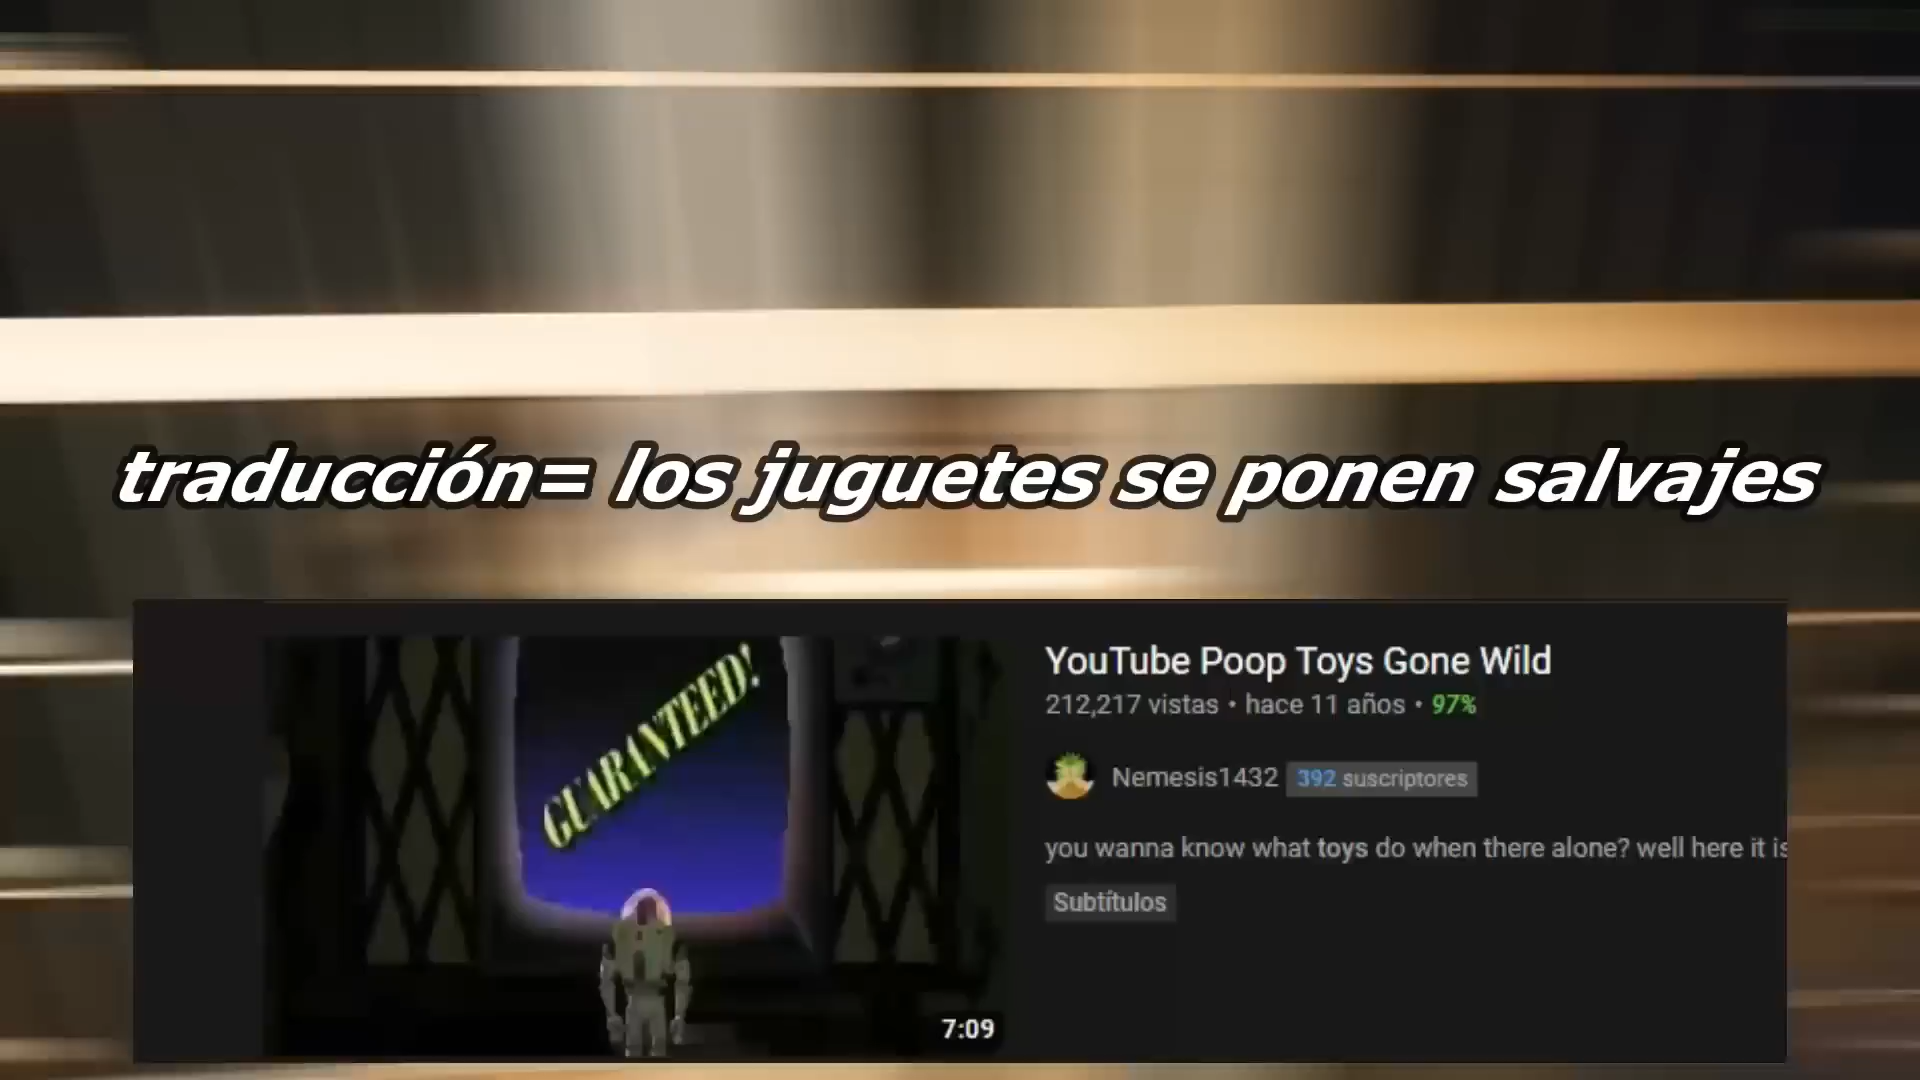 traducción= los juguetes se ponen salvajes
GUARANTEED!
7:09
YouTube Poop Toys Gone Wild
212,217 vistas • hace 11 años • 97%
Nemesis1432 392 suscriptores
you wanna know what toys do when there alone? well here it is
Subtítulos